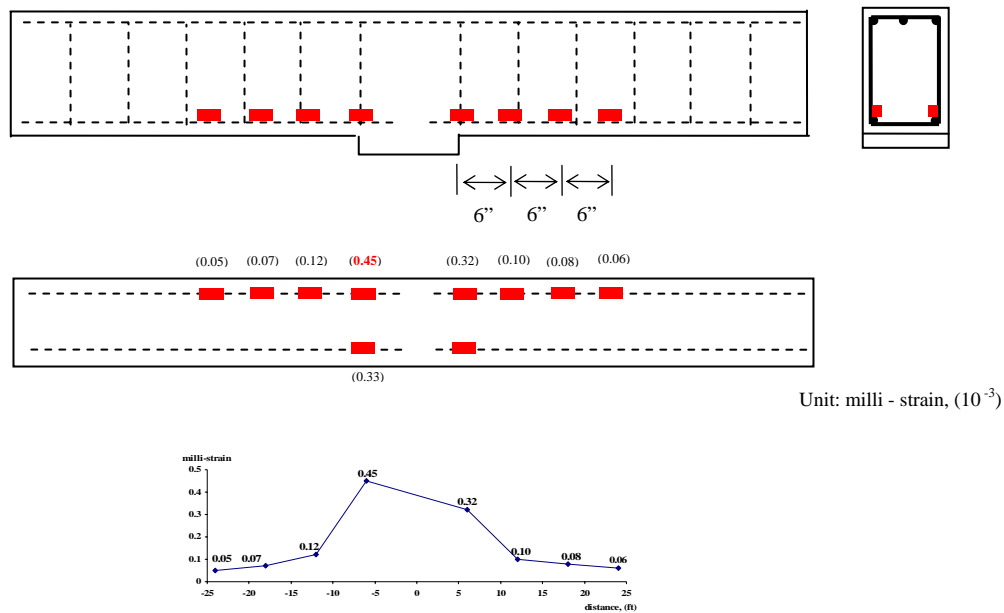 6” 6” 6”
(0.05) (0.07) (0.12) (0.45) (0.32) (0.10) (0.08) (0.06)
(0.33)
Unit: milli - strain, (10⁻³)
milli-strain
0.5
0.4
0.3
0.2
0.1
0
0.05 0.07 0.12 0.45 0.32 0.10 0.08 0.06
-25 -20 -15 -10 -5 0 5 10 15 20 25
distance, (ft)